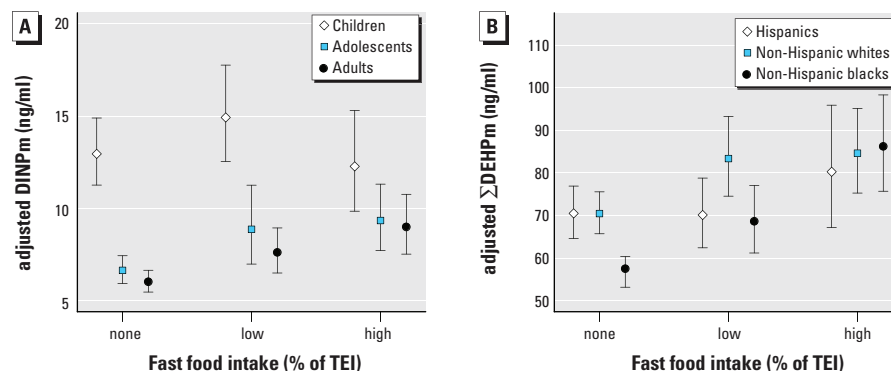 A
20
15
10
5
adjusted DINPm (ng/ml)
Children
Adolescents
Adults
none low high
Fast food intake (% of TEI)
B
110
100
90
80
70
60
50
adjusted ∑DEHPm (ng/ml)
Hispanics
Non-Hispanic whites
Non-Hispanic blacks
none low high
Fast food intake (% of TEI)